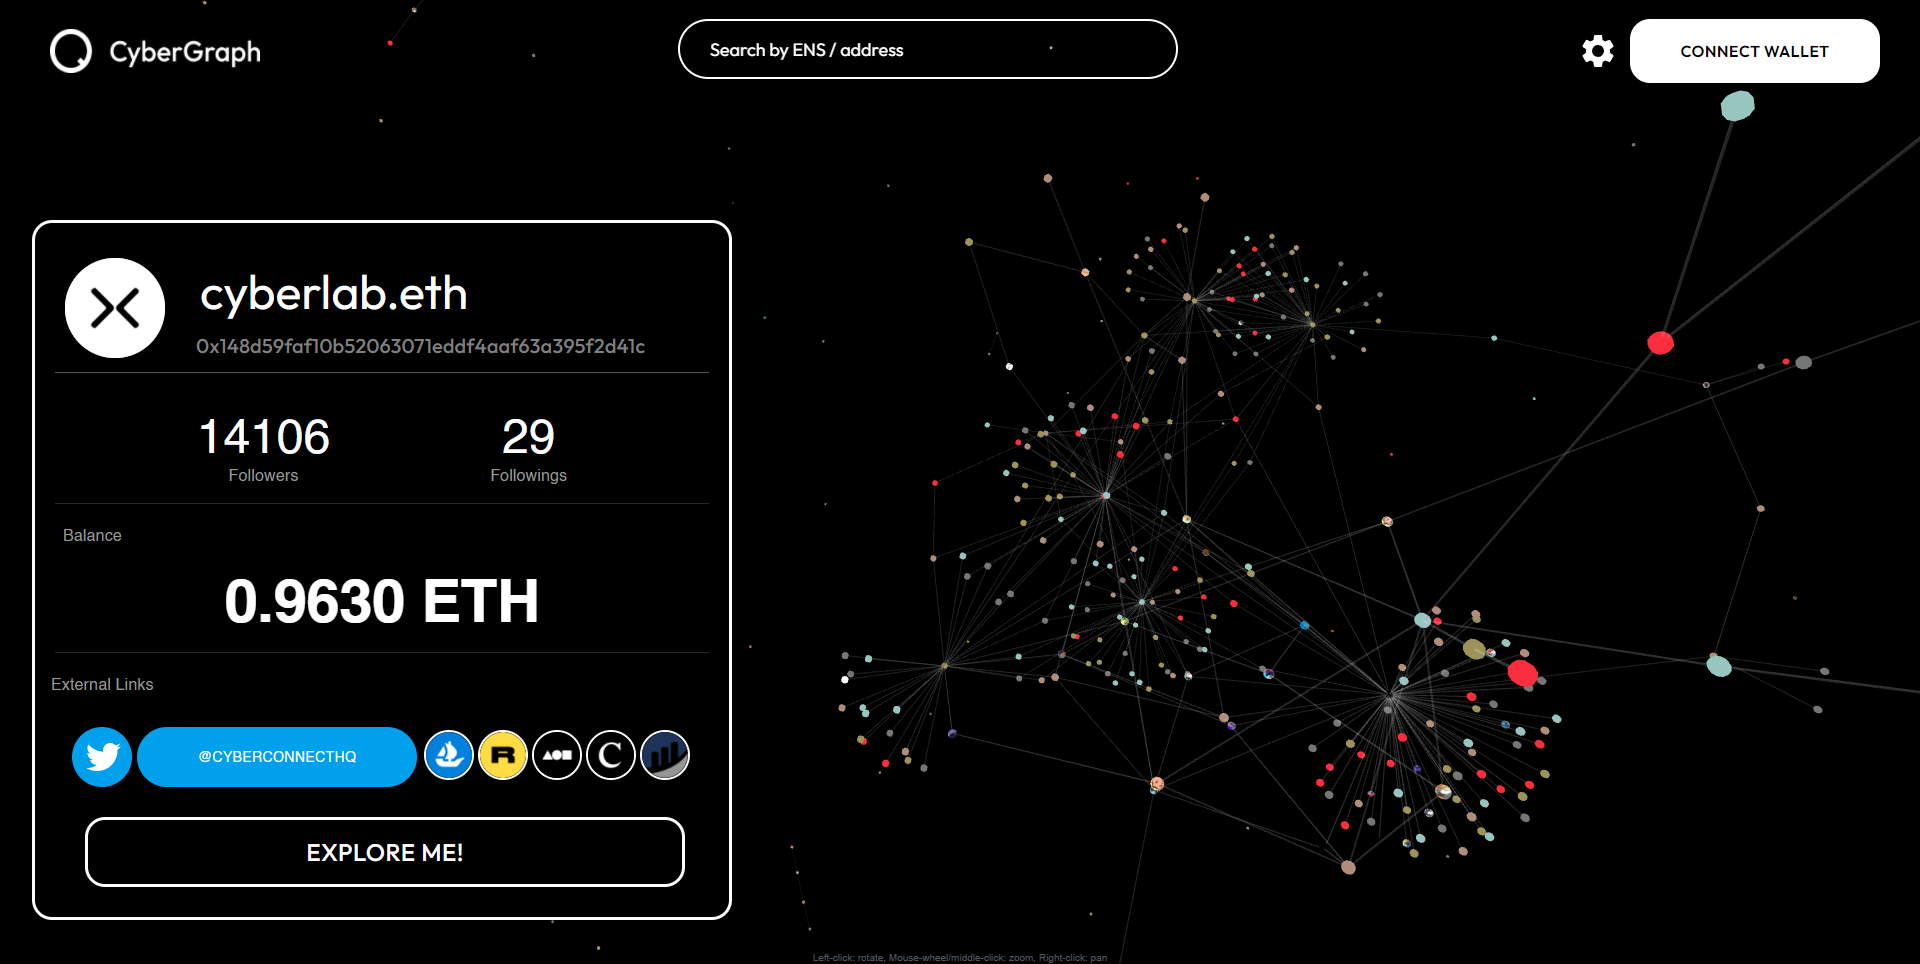 CyberGraph
Search by ENS / address
CONNECT WALLET
cyberlab.eth
0x148d59faf10b52063071eddf4aaf63a395f2d41c
14106
Followers
29
Followings
Balance
0.9630 ETH
External Links
@CYBERCONNECTHQ
R
C
EXPLORE ME!
Left-click: rotate, Mouse-wheel/middle-click: zoom, Right-click: pan